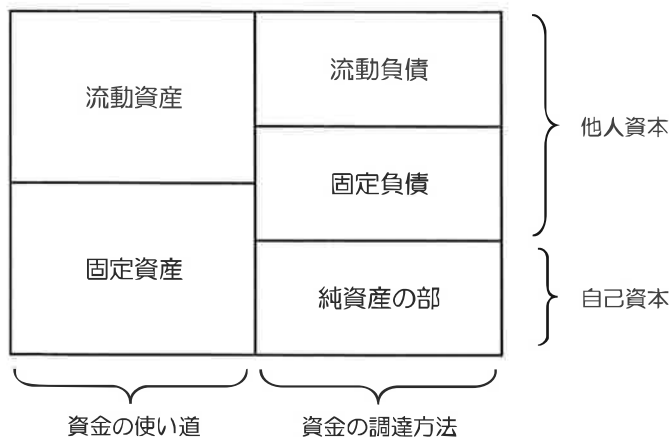 流動資産
固定資産
流動負債
固定負債
純資産の部
他人資本
自己資本
資金の使い道
資金の調達方法